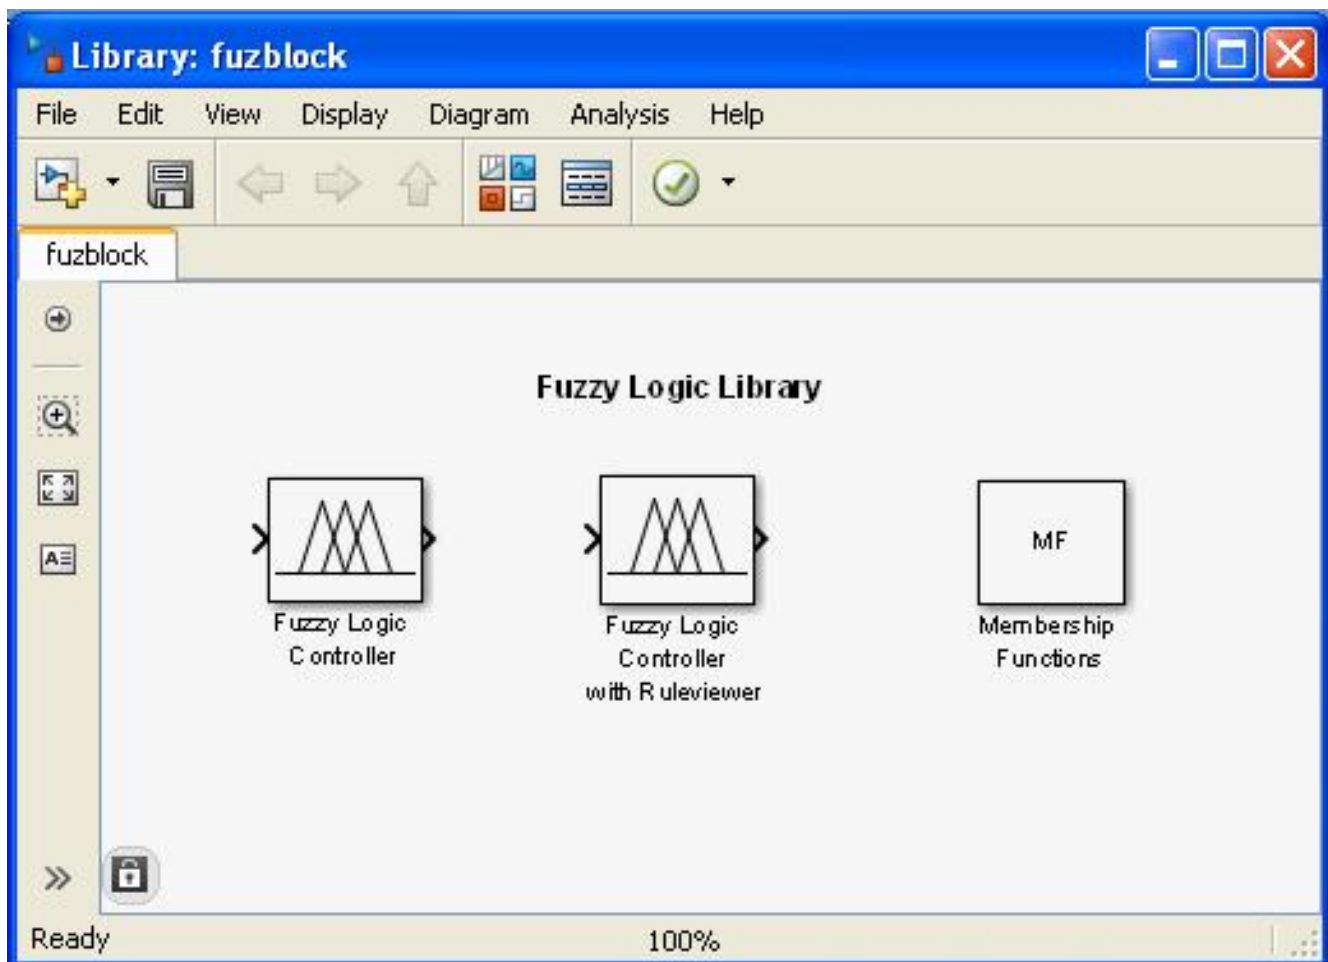 Library: fuzblock
File Edit View Display Diagram Analysis Help
fuzblock
Fuzzy Logic Library
MF
Fuzzy Logic
Controller
Fuzzy Logic
Controller
with Ruleviewer
Membership
Functions
Ready 100%